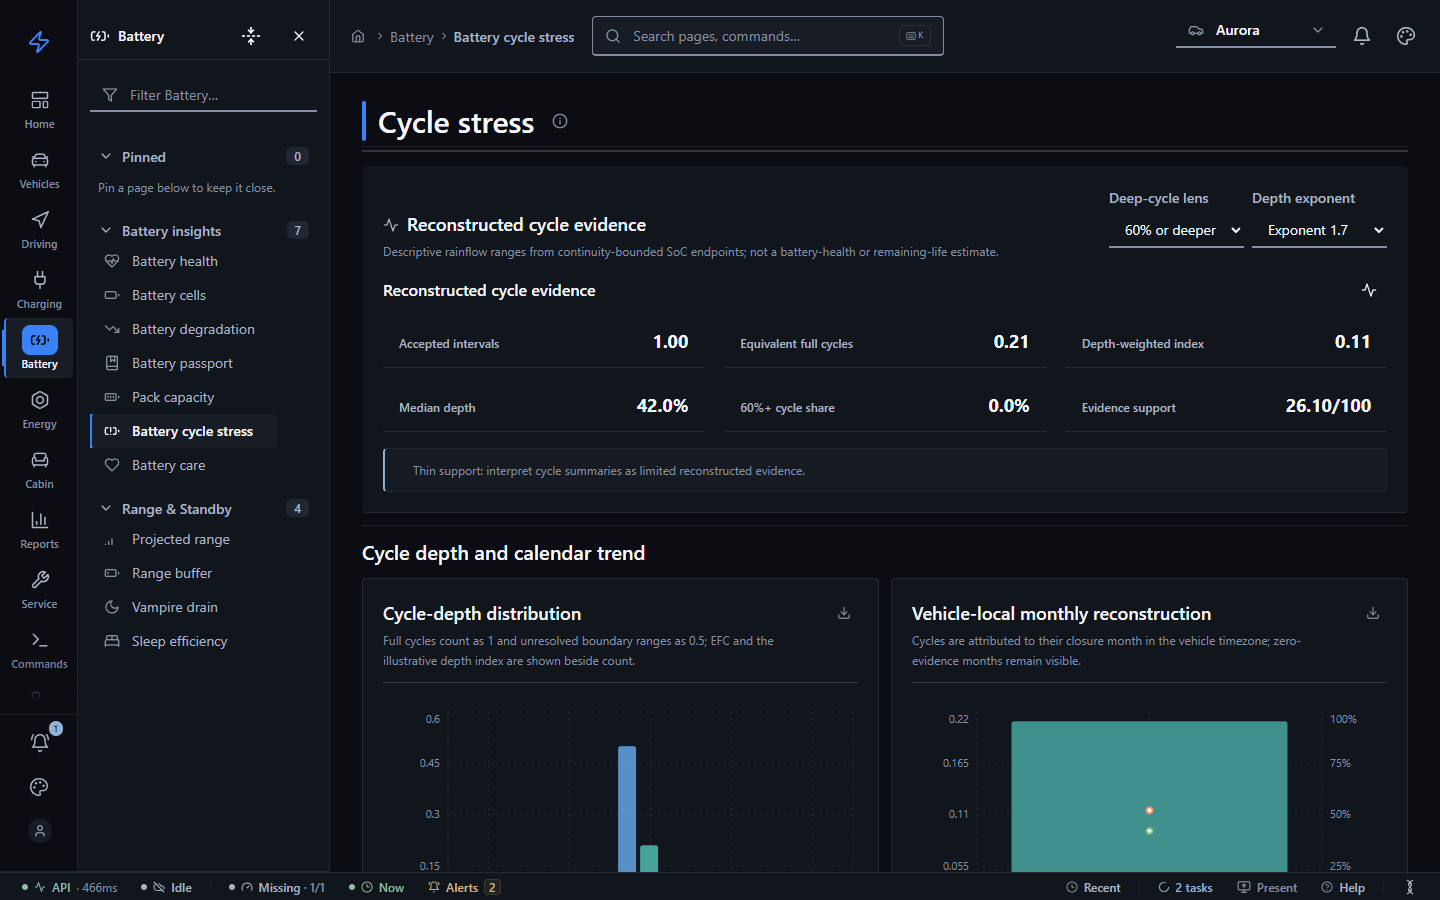 Battery
Battery
Battery cycle stress
Search pages, commands...
K
Aurora
Home
Vehicles
Driving
Charging
Battery
Energy
Cabin
Reports
Service
Commands
1
Filter Battery...
Pinned
0
Pin a page below to keep it close.
Battery insights
7
Battery health
Battery cells
Battery degradation
Battery passport
Pack capacity
Battery cycle stress
Battery care
Range & Standby
4
Projected range
Range buffer
Vampire drain
Sleep efficiency
Cycle stress
Deep-cycle lens
Depth exponent
60% or deeper
Exponent 1.7
Reconstructed cycle evidence
Descriptive rainflow ranges from continuity-bounded SoC endpoints; not a battery-health or remaining-life estimate.
Reconstructed cycle evidence
Accepted intervals
1.00
Equivalent full cycles
0.21
Depth-weighted index
0.11
Median depth
42.0%
60%+ cycle share
0.0%
Evidence support
26.10/100
Thin support: interpret cycle summaries as limited reconstructed evidence.
Cycle depth and calendar trend
Cycle-depth distribution
Full cycles count as 1 and unresolved boundary ranges as 0.5; EFC and the
illustrative depth index are shown beside count.
0.6
0.45
0.3
0.15
Vehicle-local monthly reconstruction
Cycles are attributed to their closure month in the vehicle timezone; zero-
evidence months remain visible.
0.22
0.165
0.11
0.055
100%
75%
50%
25%
API · 466ms
Idle
Missing · 1/1
Now
Alerts 2
Recent
2 tasks
Present
Help